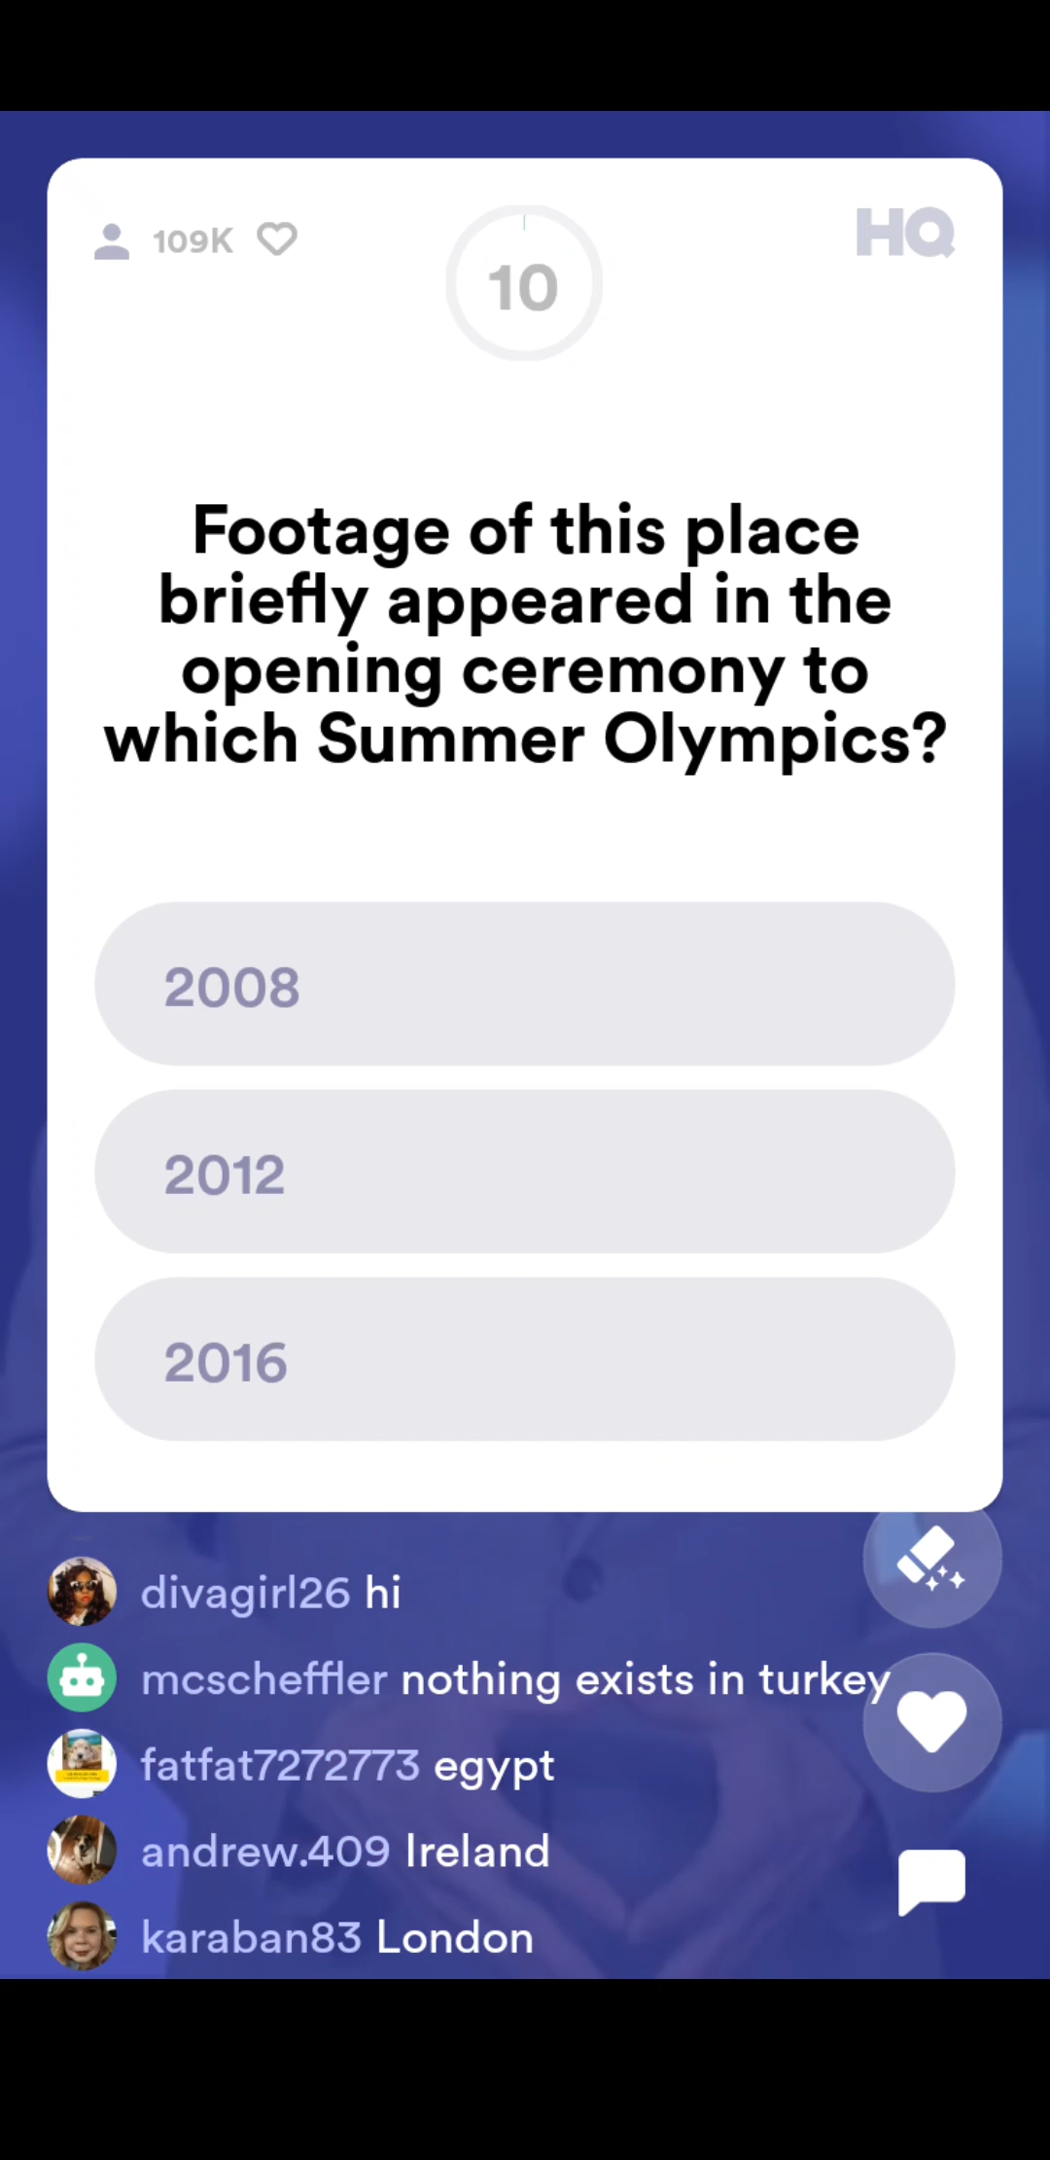 109K
10
HQ
Footage of this place
briefly appeared in the
opening ceremony to
which Summer Olympics?
2008
2012
2016
divagirl26 hi
mcscheffler nothing exists in turkey
fatfat7272773 egypt
andrew.409 Ireland
karaban83 London